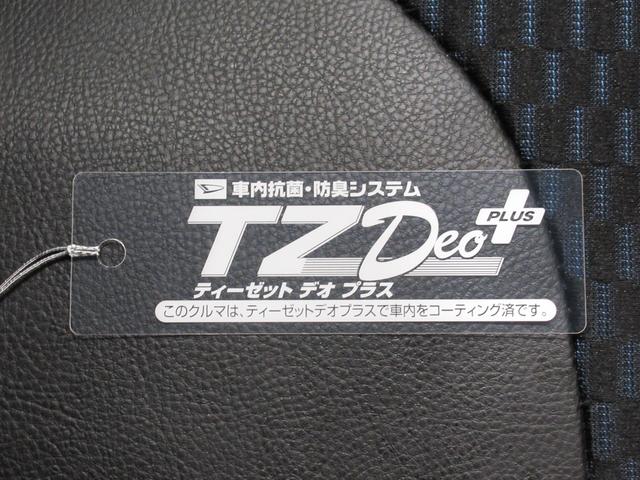 車内抗菌・防臭システム
TZ Deo PLUS
ティーゼット デオ プラス
このクルマは、ティーゼットデオプラスで車内をコーティング済です。